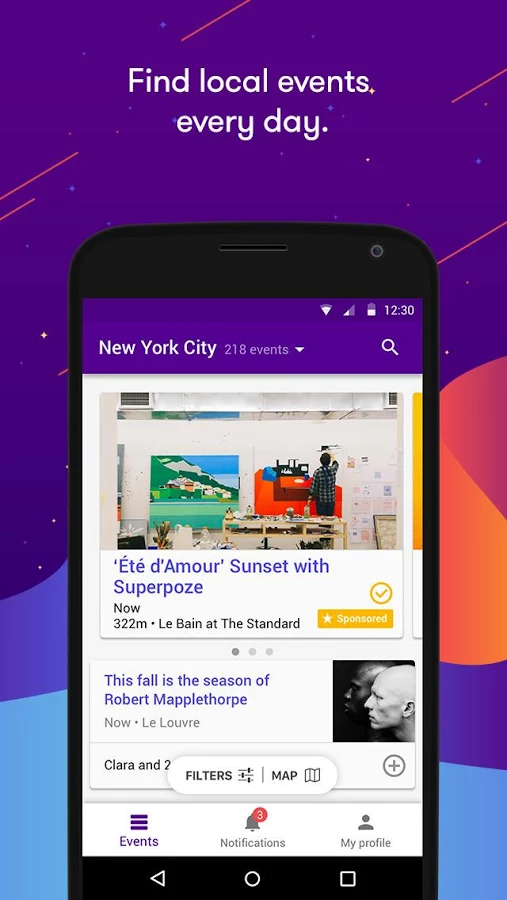 Find local events
every day.
12:30
New York City 218 events
'Été d'Amour' Sunset with
Superpoze
Now
322m • Le Bain at The Standard
Sponsored
This fall is the season of
Robert Mapplethorpe
Now • Le Louvre
Clara and 2
FILTERS | MAP
3
Events
Notifications
My profile